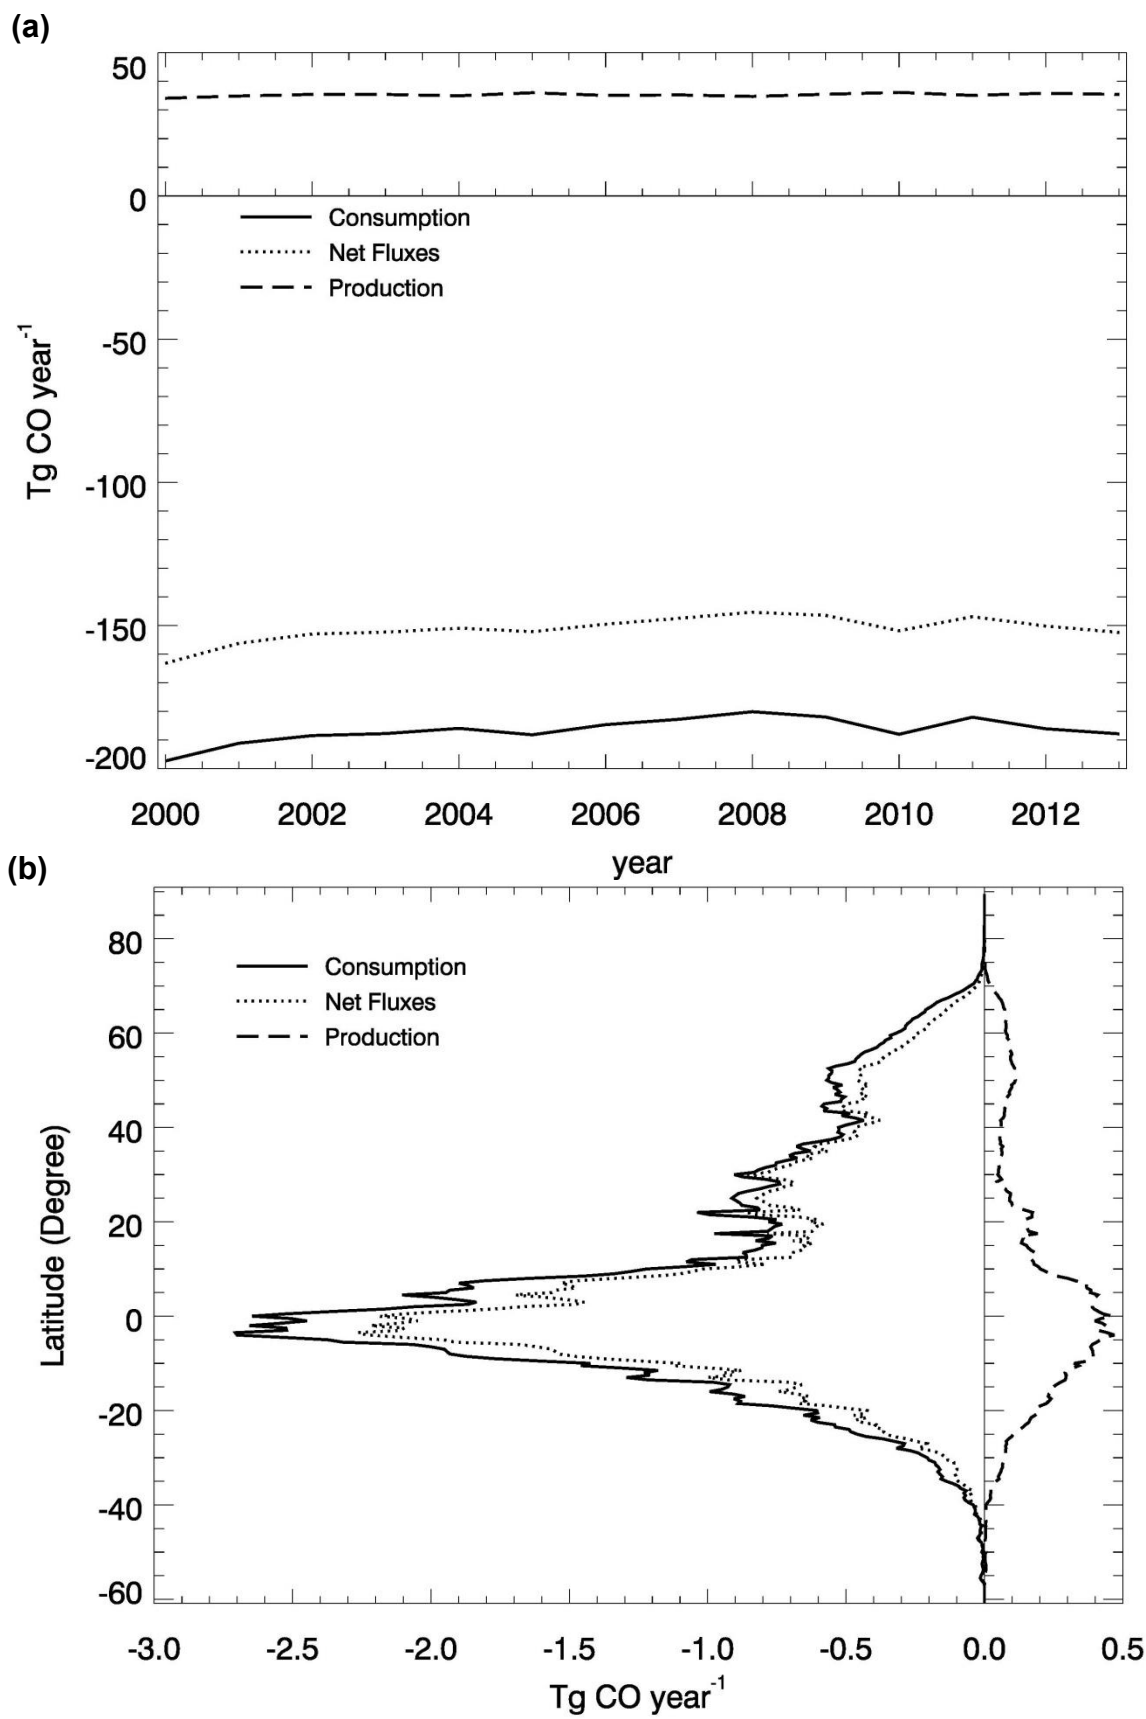 (a)
50
0
Consumption
Net Fluxes
Production
-50
Tg CO year-1
-100
-150
-200
2000 2002 2004 2006 2008 2010 2012
year
(b)
80
Consumption
Net Fluxes
Production
60
40
20
Latitude (Degree)
0
-20
-40
-60
-3.0 -2.5 -2.0 -1.5 -1.0 -0.5 0.0 0.5
Tg CO year-1